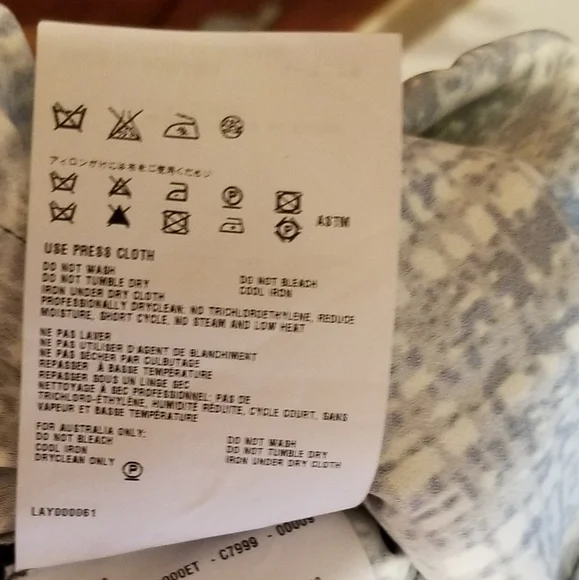 アイロンがけには布をご使用ください
P
ASTM
USE PRESS CLOTH
DO NOT WASH
DO NOT BLEACH
DO NOT TUMBLE DRY
COOL IRON
IRON UNDER DRY CLOTH
PROFESSIONALLY DRYCLEAN: NO TRICHLOROETHYLENE, REDUCE
MOISTURE, SHORT CYCLE, NO STEAM AND LOW HEAT
NE PAS LAVER
NE PAS UTILISER D'AGENT DE BLANCHIMENT
NE PAS SÉCHER PAR CULBUTAGE
REPASSER À BASSE TEMPÉRATURE
REPASSER SOUS UN LINGE SEC
NETTOYAGE À SEC PROFESSIONNEL: PAS DE
TRICHLORO-ÉTHYLÈNE, HUMIDITÉ RÉDUITE, CYCLE COURT, SANS
VAPEUR ET BASSE TEMPÉRATURE
FOR AUSTRALIA ONLY:
DO NOT BLEACH
DO NOT WASH
COOL IRON
DO NOT TUMBLE DRY
DRYCLEAN ONLY P
IRON UNDER DRY CLOTH
LAY000061
000ET - C7999 - 00009